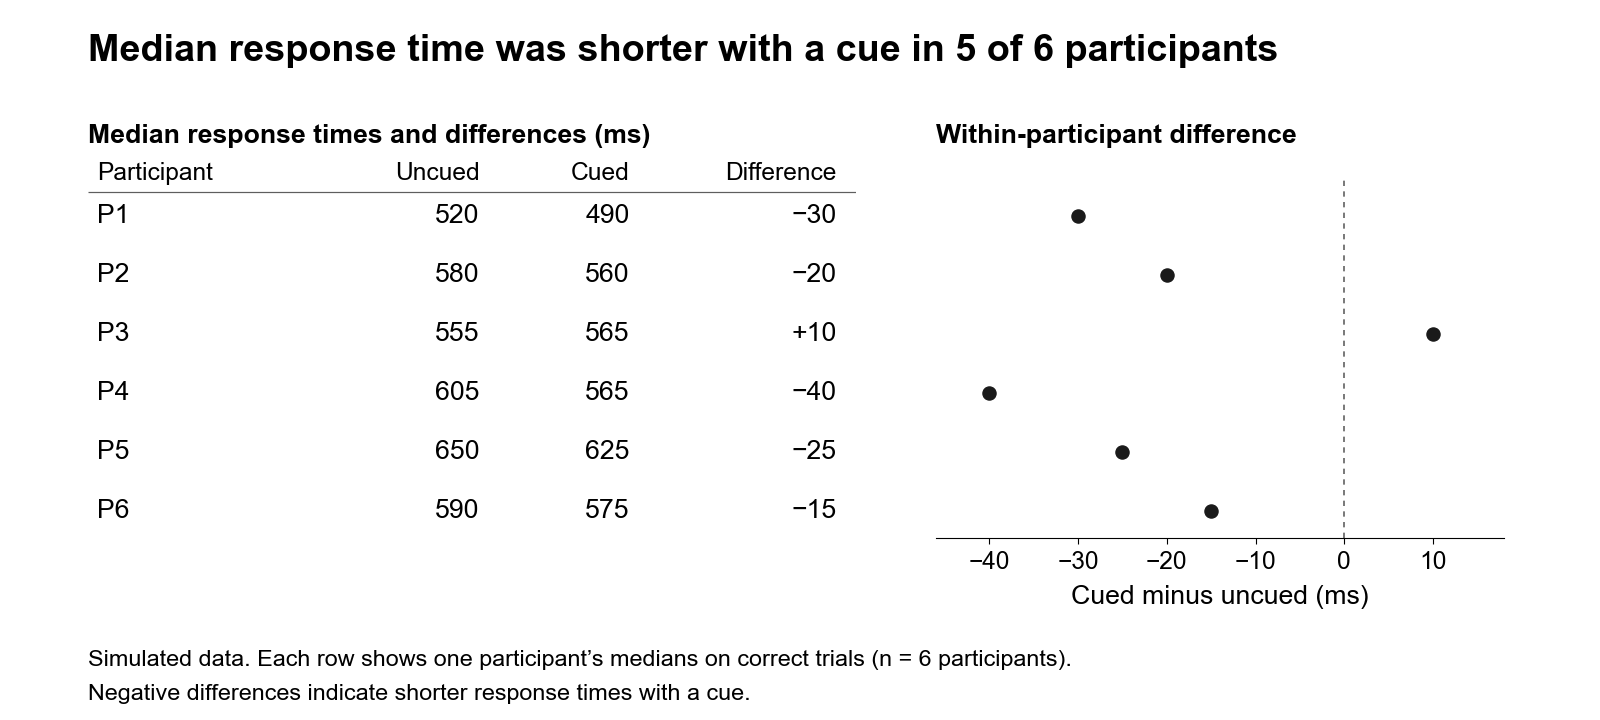 Median response time was shorter with a cue in 5 of 6 participants
Median response times and differences (ms)
Participant Uncued Cued Difference
P1 520 490 −30
P2 580 560 −20
P3 555 565 +10
P4 605 565 −40
P5 650 625 −25
P6 590 575 −15
Within-participant difference
−40 −30 −20 −10 0 10
Cued minus uncued (ms)
Simulated data. Each row shows one participant’s medians on correct trials (n = 6 participants).
Negative differences indicate shorter response times with a cue.